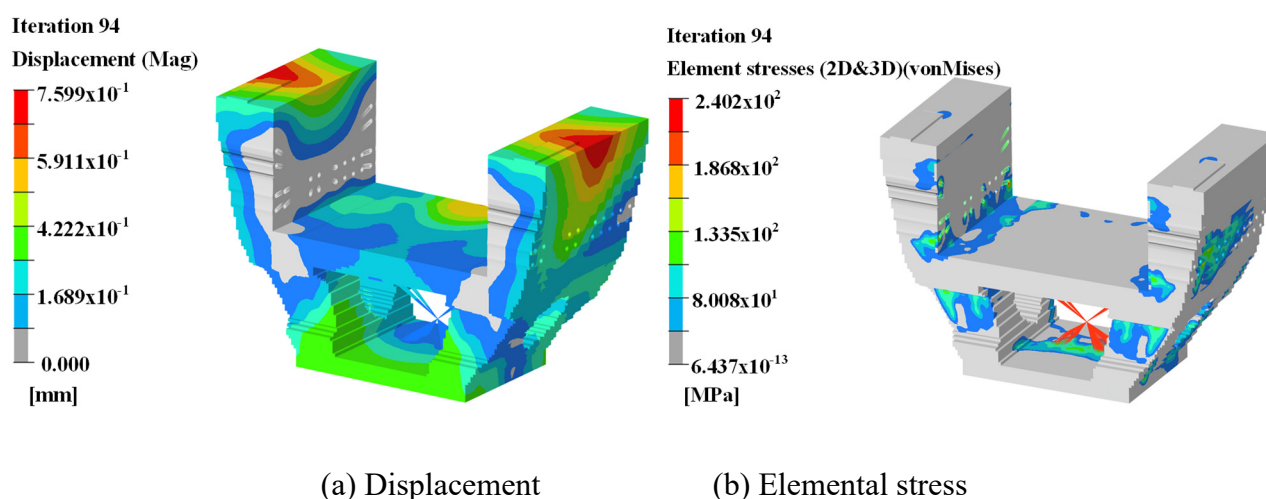 Iteration 94
Displacement (Mag)
7.599x10⁻¹
5.911x10⁻¹
4.222x10⁻¹
1.689x10⁻¹
0.000
[mm]
Iteration 94
Element stresses (2D&3D)(vonMises)
2.402x10²
1.868x10²
1.335x10²
8.008x10¹
6.437x10⁻¹³
[MPa]
(a) Displacement
(b) Elemental stress